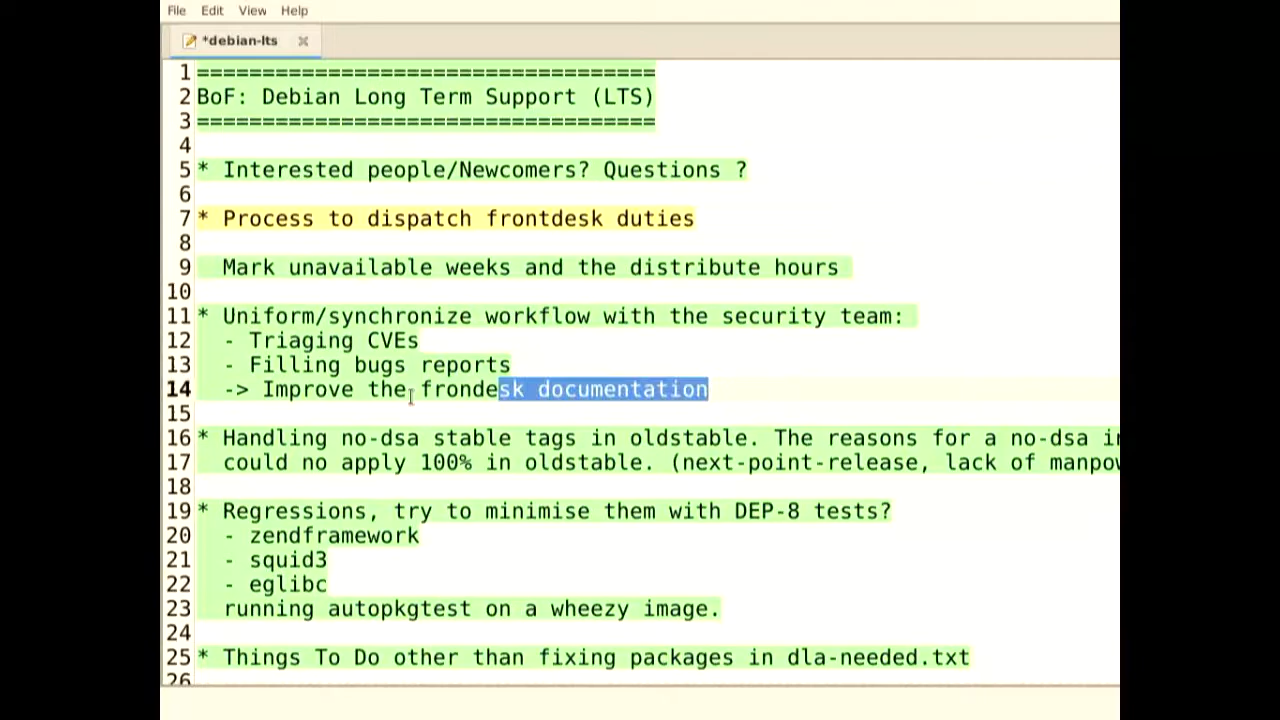 File Edit View Help
*debian-lts
1 ===================================
2 BoF: Debian Long Term Support (LTS)
3 ===================================
4
5 * Interested people/Newcomers? Questions ?
6
7 * Process to dispatch frontdesk duties
8
9 Mark unavailable weeks and the distribute hours
10
11 * Uniform/synchronize workflow with the security team:
12 - Triaging CVEs
13 - Filling bugs reports
14 -> Improve the frondesk documentation
15
16 * Handling no-dsa stable tags in oldstable. The reasons for a no-dsa i
17 could no apply 100% in oldstable. (next-point-release, lack of manpo
18
19 * Regressions, try to minimise them with DEP-8 tests?
20 - zendframework
21 - squid3
22 - eglibc
23 running autopkgtest on a wheezy image.
24
25 * Things To Do other than fixing packages in dla-needed.txt
26